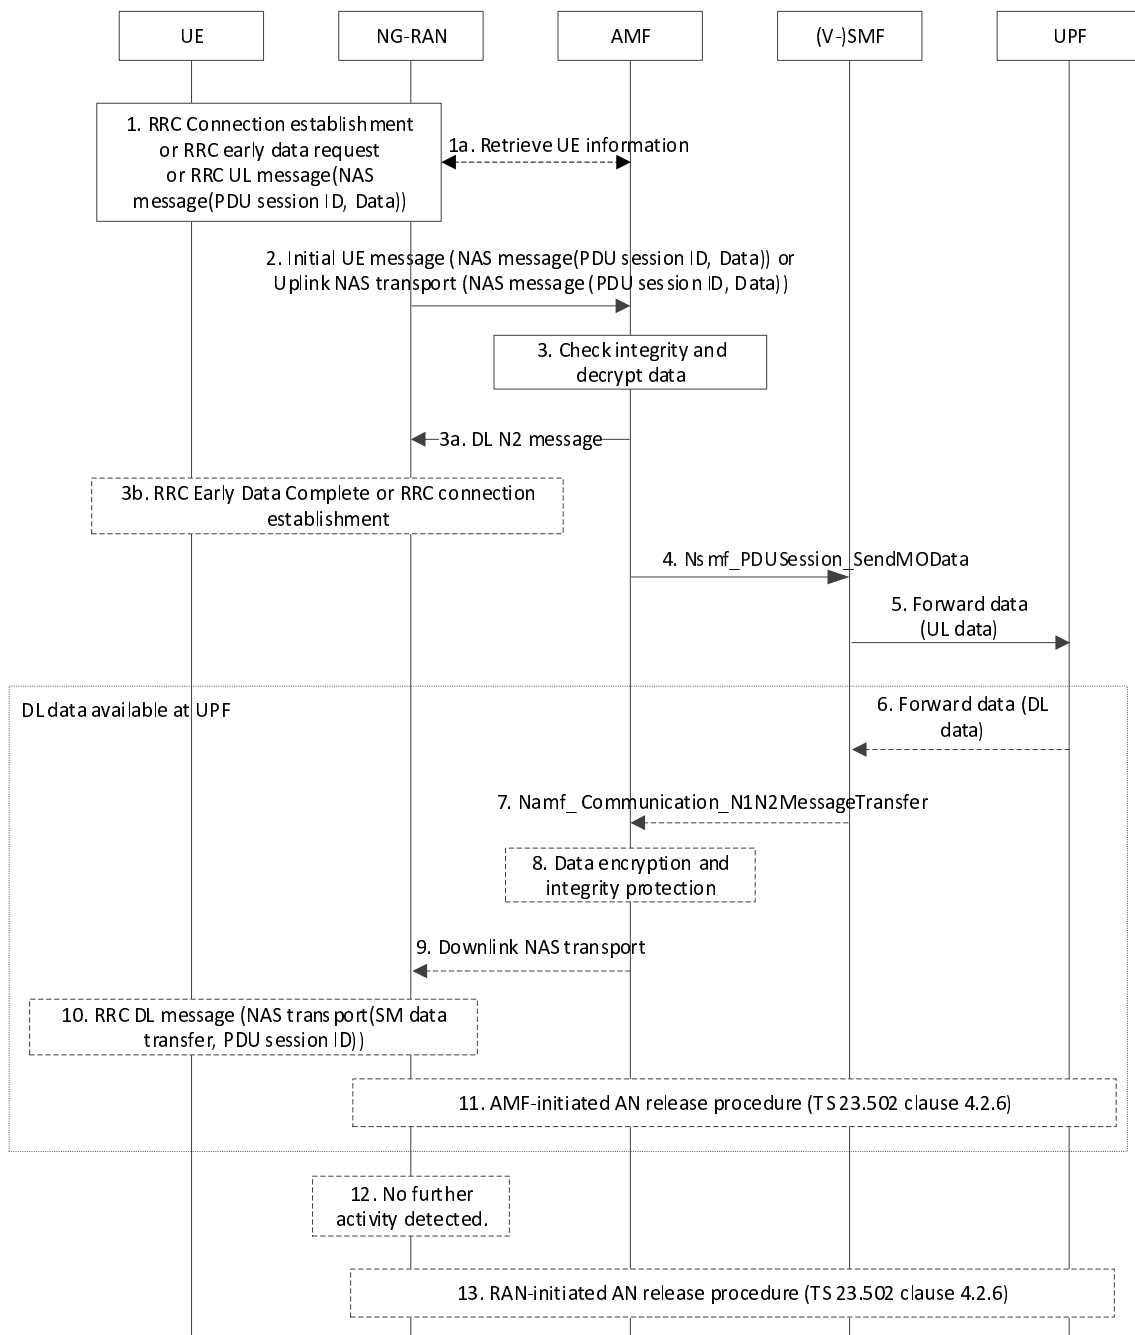 UE
NG-RAN
AMF
(V-)SMF
UPF
1. RRC Connection establishment
or RRC early data request
or RRC UL message(NAS
message(PDU session ID, Data))
1a. Retrieve UE information
2. Initial UE message (NAS message(PDU session ID, Data)) or
Uplink NAS transport (NAS message (PDU session ID, Data))
3. Check integrity and
decrypt data
3a. DL N2 message
3b. RRC Early Data Complete or RRC connection
establishment
4. Nsmf_PDUSession_SendMOData
5. Forward data
(UL data)
DL data available at UPF
6. Forward data (DL
data)
7. Namf_ Communication_N1N2MessageTransfer
8. Data encryption and
integrity protection
9. Downlink NAS transport
10. RRC DL message (NAS transport(SM data
transfer, PDU session ID))
11. AMF-initiated AN release procedure (TS 23.502 clause 4.2.6)
12. No further
activity detected.
13. RAN-initiated AN release procedure (TS 23.502 clause 4.2.6)